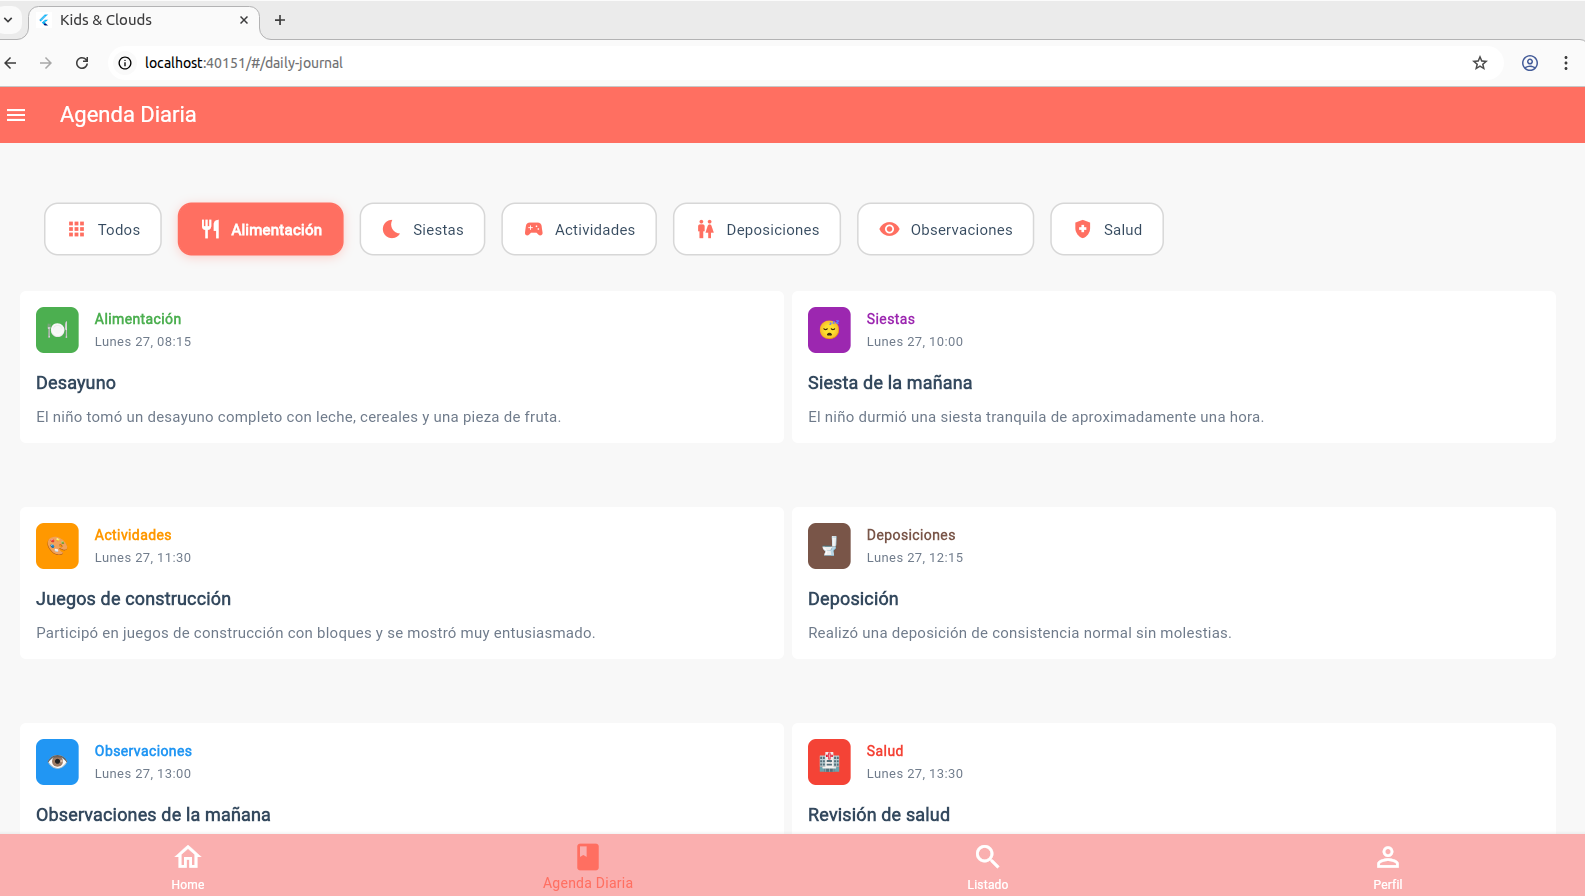 Kids & Clouds
localhost:40151/#/daily-journal
Agenda Diaria
Todos
Alimentación
Siestas
Actividades
Deposiciones
Observaciones
Salud
Alimentación
Lunes 27, 08:15
Desayuno
El niño tomó un desayuno completo con leche, cereales y una pieza de fruta.
Siestas
Lunes 27, 10:00
Siesta de la mañana
El niño durmió una siesta tranquila de aproximadamente una hora.
Actividades
Lunes 27, 11:30
Juegos de construcción
Participó en juegos de construcción con bloques y se mostró muy entusiasmado.
Deposiciones
Lunes 27, 12:15
Deposición
Realizó una deposición de consistencia normal sin molestias.
Observaciones
Lunes 27, 13:00
Observaciones de la mañana
Salud
Lunes 27, 13:30
Revisión de salud
Home
Agenda Diaria
Listado
Perfil